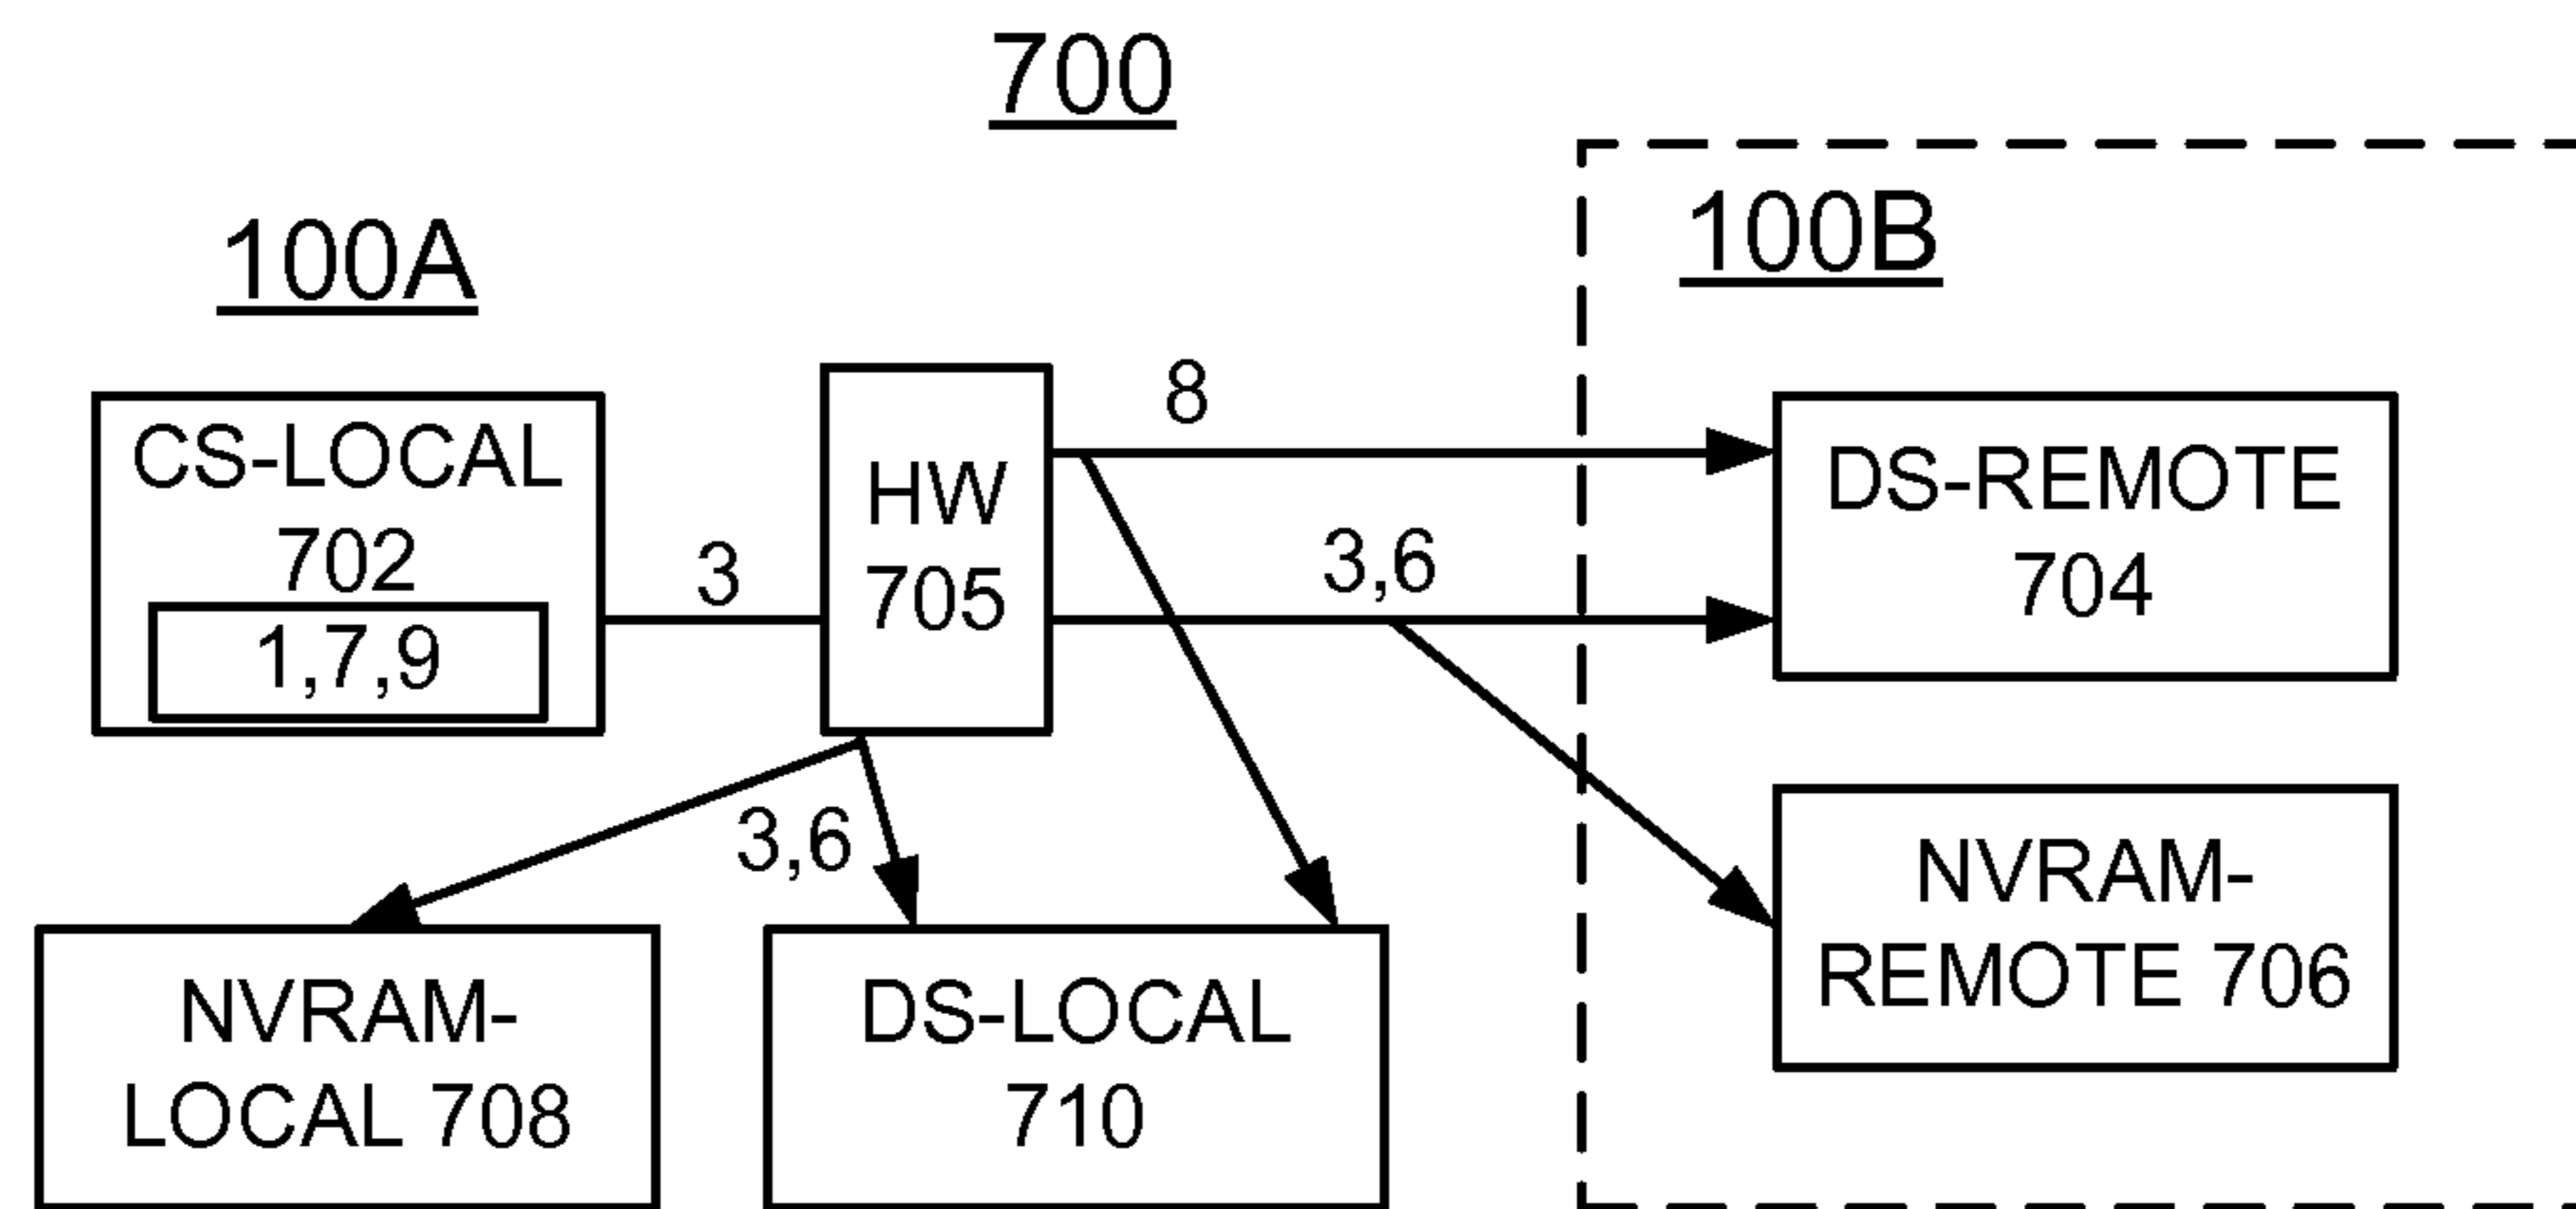 700
100A
100B
CS-LOCAL
702
1,7,9
3
HW
705
8
3,6
DS-REMOTE
704
3,6
NVRAM-
REMOTE 706
NVRAM-
LOCAL 708
DS-LOCAL
710